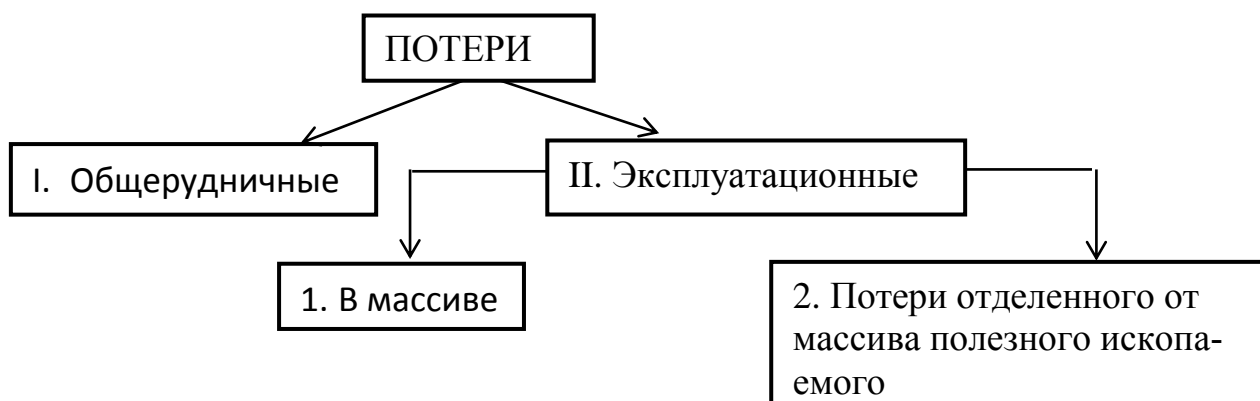 ПОТЕРИ
I. Общерудничные
II. Эксплуатационные
1. В массиве
2. Потери отделенного от
массива полезного ископа-
емого